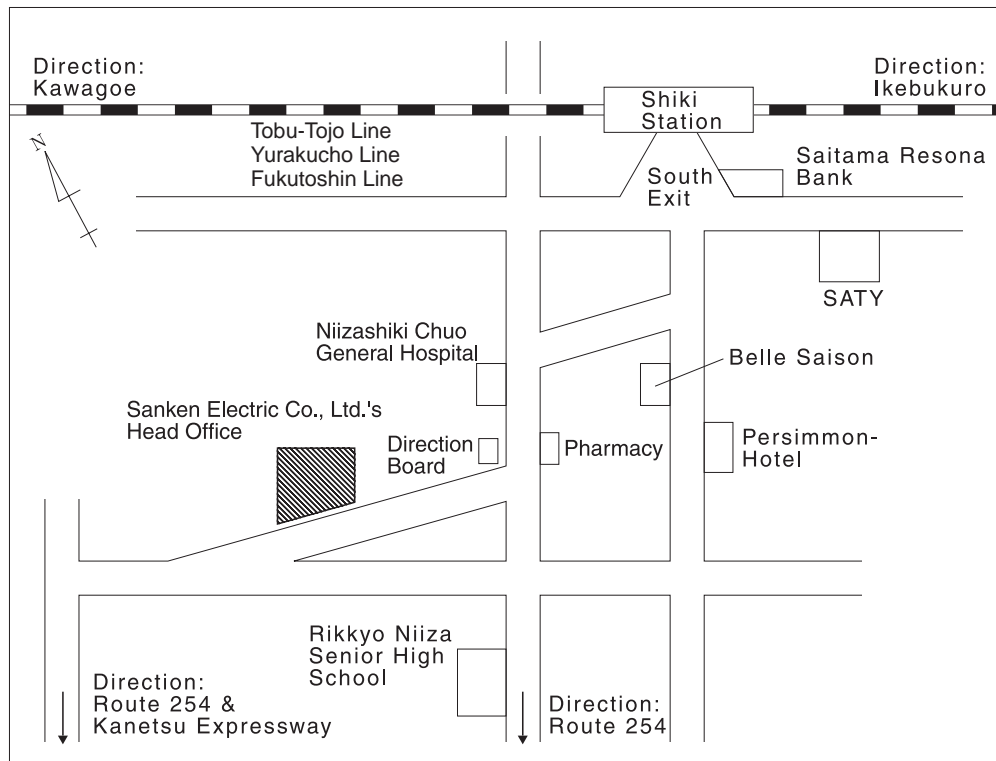 Direction:
Kawagoe
Direction:
Ikebukuro
Shiki
Station
N
Tobu-Tojo Line
Yurakucho Line
Fukutoshin Line
South
Exit
Saitama Resona
Bank
SATY
Niizashiki Chuo
General Hospital
Belle Saison
Sanken Electric Co., Ltd.'s
Head Office
Direction
Board
Pharmacy
Persimmon-
Hotel
Rikkyo Niiza
Senior High
School
Direction:
Route 254 &
Kanetsu Expressway
Direction:
Route 254